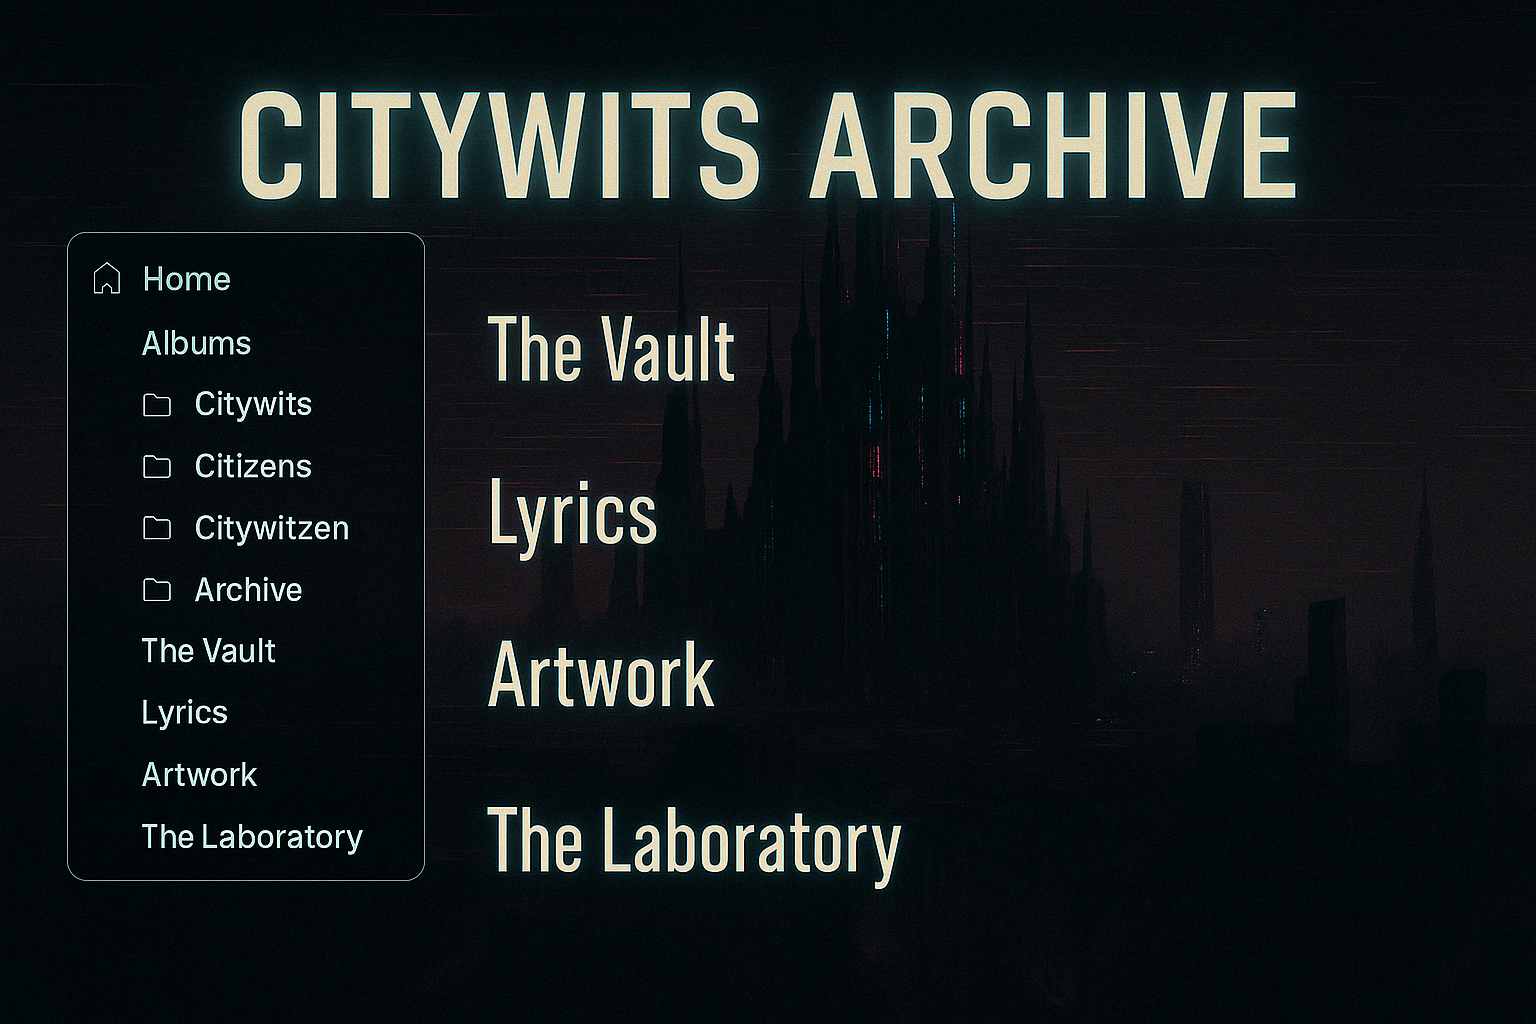 CITYWITS ARCHIVE
Home
Albums
Citywits
Citizens
Citywitzen
Archive
The Vault
Lyrics
Artwork
The Laboratory
The Vault
Lyrics
Artwork
The Laboratory